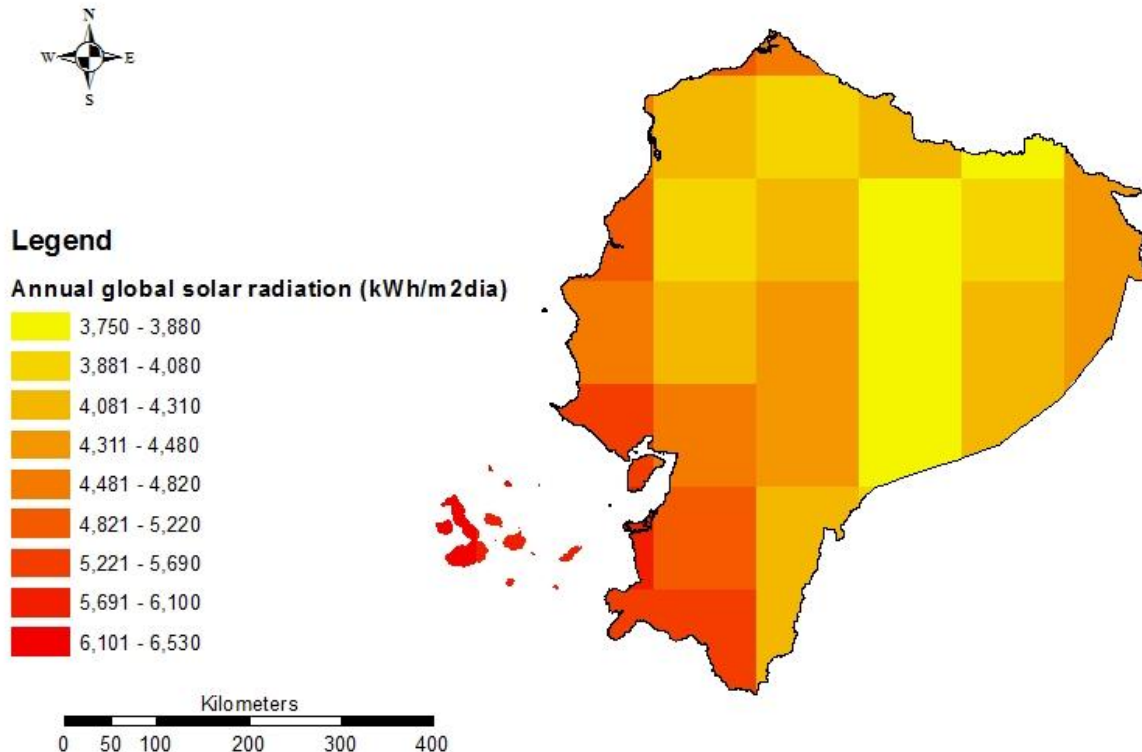 N
W E
S
Legend
Annual global solar radiation (kWh/m2dia)
3,750 - 3,880
3,881 - 4,080
4,081 - 4,310
4,311 - 4,480
4,481 - 4,820
4,821 - 5,220
5,221 - 5,690
5,691 - 6,100
6,101 - 6,530
Kilometers
0 50 100 200 300 400